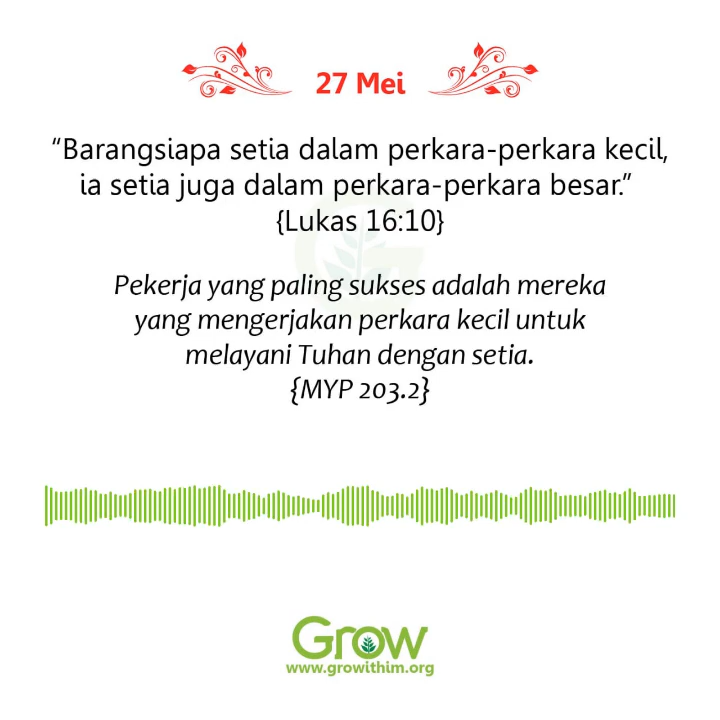 27 Mei
“Barangsiapa setia dalam perkara-perkara kecil,
ia setia juga dalam perkara-perkara besar.”
{Lukas 16:10}
Pekerja yang paling sukses adalah mereka
yang mengerjakan perkara kecil untuk
melayani Tuhan dengan setia.
{MYP 203.2}
Grow
www.growithim.org